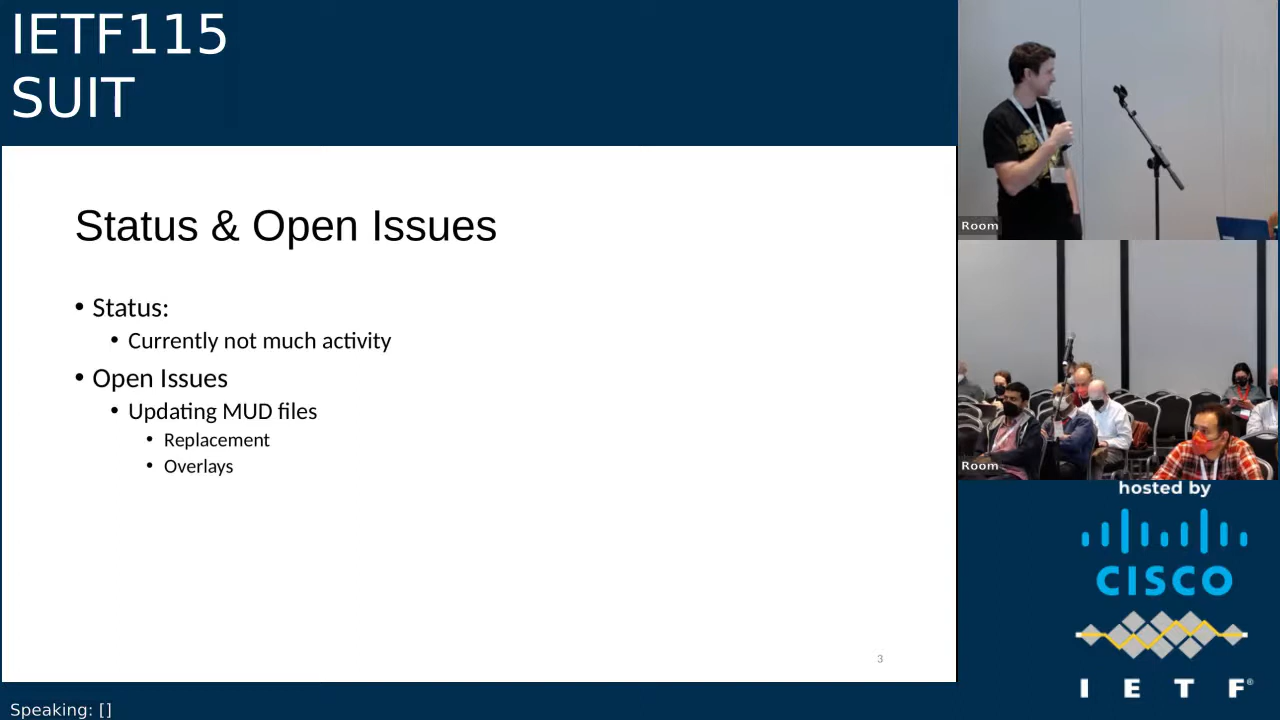 IETF115
SUIT
Status & Open Issues
• Status:
• Currently not much activity
• Open Issues
• Updating MUD files
• Replacement
• Overlays
3
Speaking: []
Room
Room
hosted by
CISCO
I E T F®